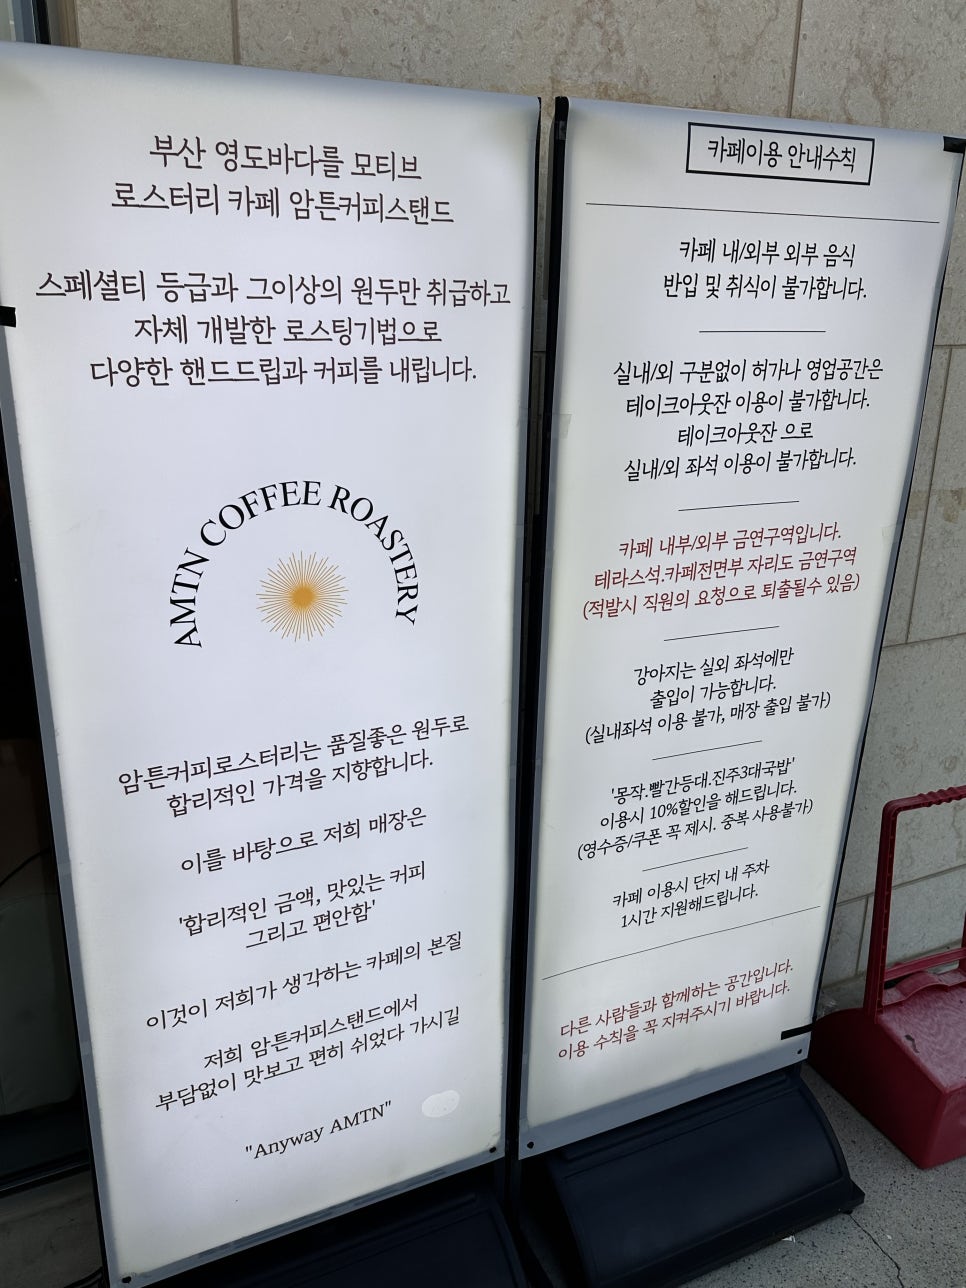 부산 영도바다를 모티브
로스터리 카페 암튼커피스탠드
스페셜티 등급과 그이상의 원두만 취급하고
자체 개발한 로스팅기법으로
다양한 핸드드립과 커피를 내립니다.
AMTN COFFEE ROASTERY
암튼커피로스터리는 품질좋은 원두로
합리적인 가격을 지향합니다.
이를 바탕으로 저희 매장은
'합리적인 금액, 맛있는 커피
그리고 편안함'
이것이 저희가 생각하는 카페의 본질
저희 암튼커피스탠드에서
부담없이 맛보고 편히 쉬었다 가시길
"Anyway AMTN"
카페이용 안내수칙
카페 내/외부 외부 음식
반입 및 취식이 불가합니다.
실내/외 구분없이 허가나 영업공간은
테이크아웃잔 이용이 불가합니다.
테이크아웃잔 으로
실내/외 좌석 이용이 불가합니다.
카페 내부/외부 금연구역입니다.
테라스석.카페전면부 자리도 금연구역
(적발시 직원의 요청으로 퇴출될수 있음)
강아지는 실외 좌석에만
출입이 가능합니다.
(실내좌석 이용 불가, 매장 출입 불가)
'몽작.빨간등대.진주3대국밥'
이용시 10%할인을 해드립니다.
(영수증/쿠폰 꼭 제시. 중복 사용불가)
카페 이용시 단지 내 주차
1시간 지원해드립니다.
다른 사람들과 함께하는 공간입니다.
이용 수칙을 꼭 지켜주시기 바랍니다.